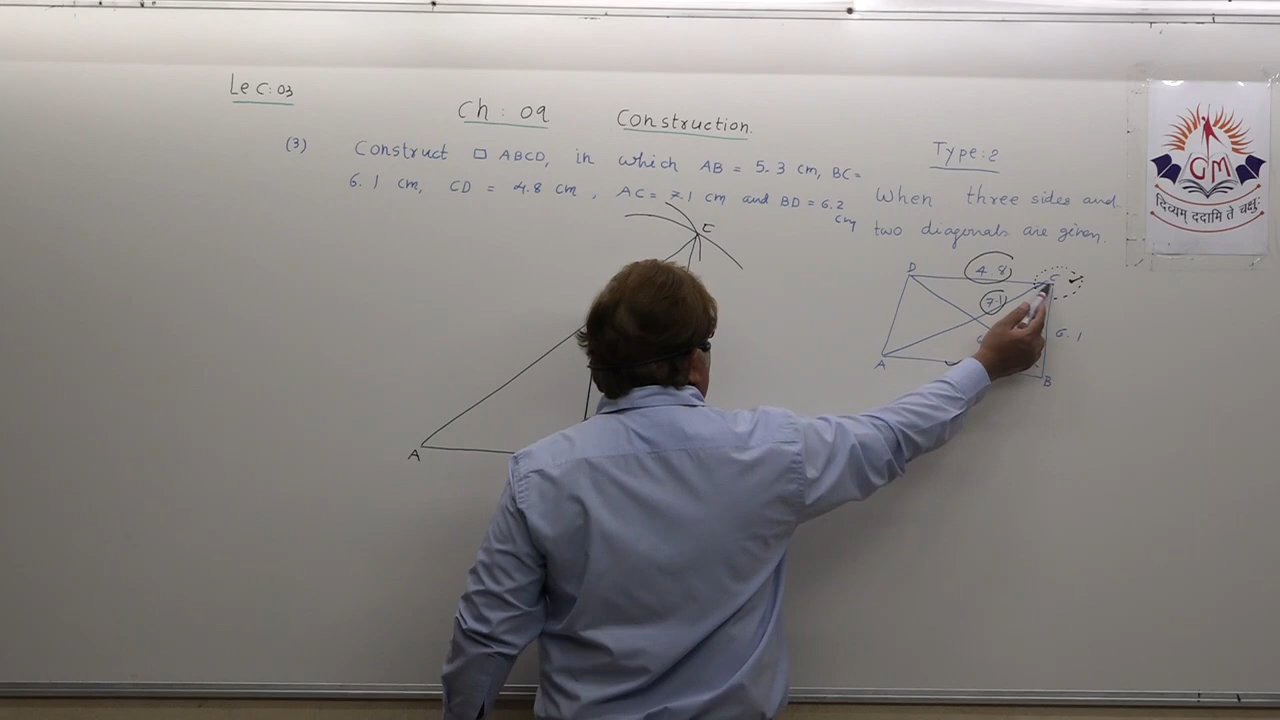 Lec:03
Ch: 09 Construction.
(3) Construct □ ABCD, in which AB = 5.3 cm, BC=
6.1 cm, CD = 4.8 cm, AC= 7.1 cm and BD = 6.2
cm
Type:2
When three sides and
two diagonals are given.
D 4.8 C
7.1
6.1
A
B
C
A
GM
दिव्यम् ददामि ते चक्षुः